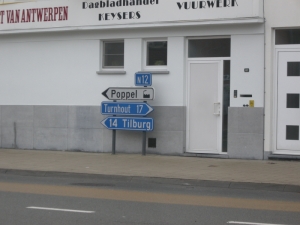 T VAN ANTWERPEN
Dagbladhandel
KEYSERS
VUURWERK
N12
Poppel
Turnhout 17
14 Tilburg